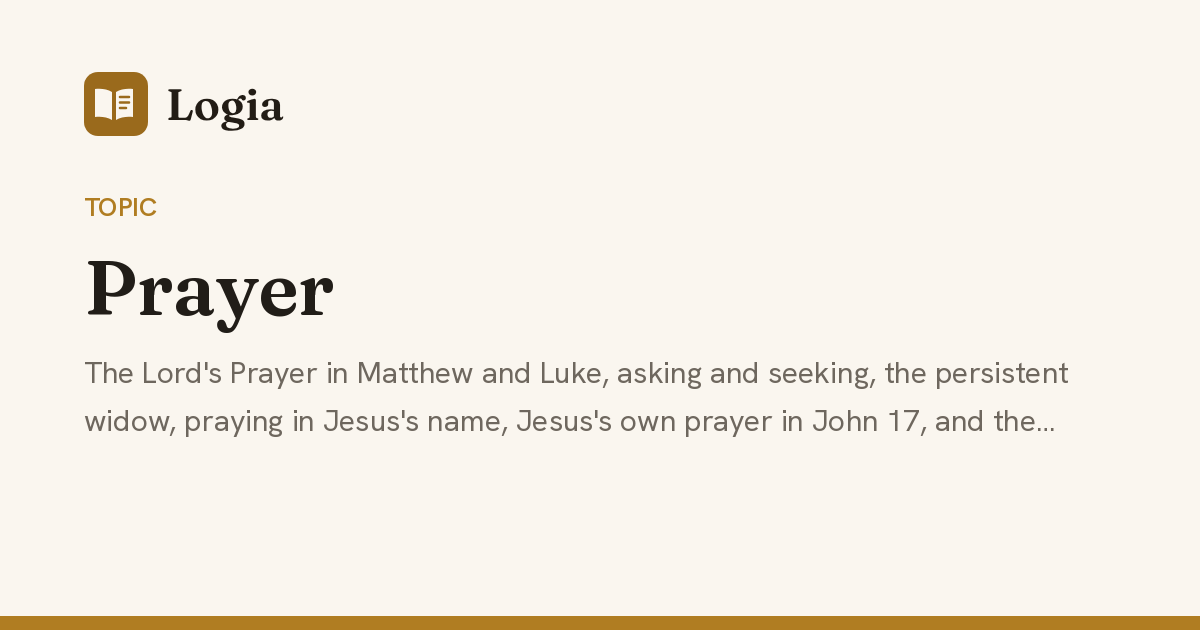 Logia
TOPIC
Prayer
The Lord's Prayer in Matthew and Luke, asking and seeking, the persistent
widow, praying in Jesus's name, Jesus's own prayer in John 17, and the…